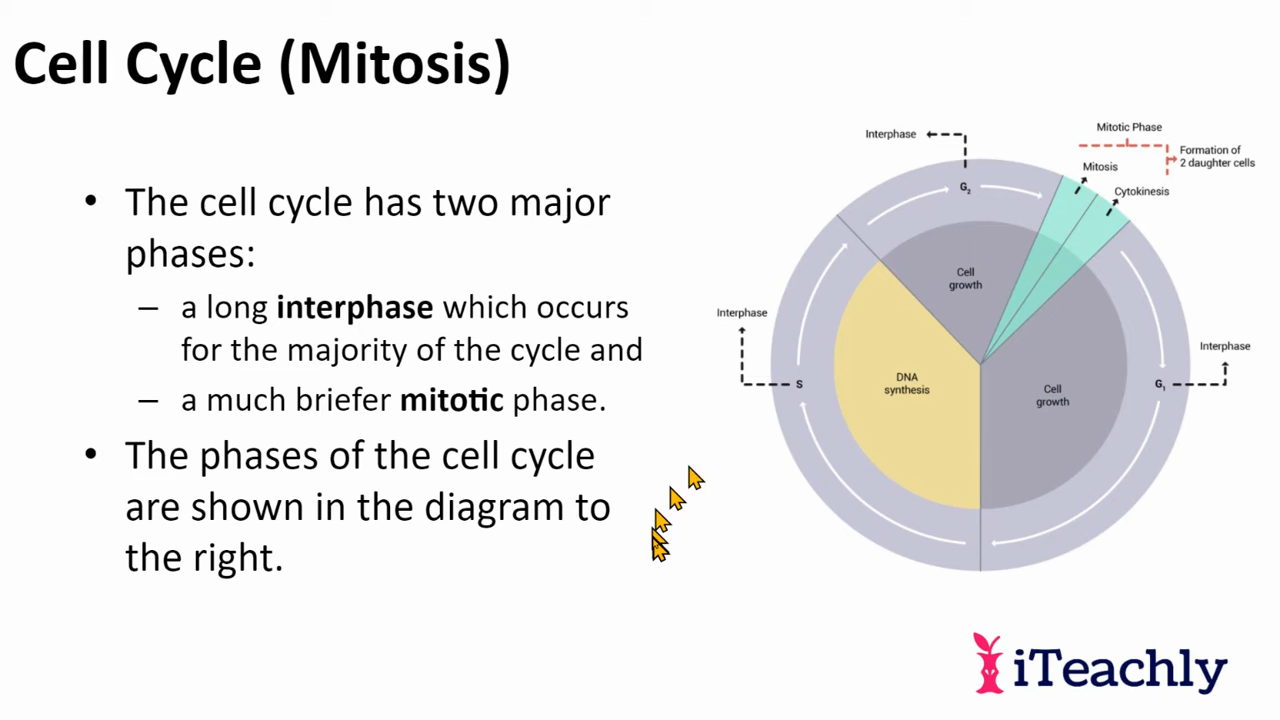 Cell Cycle (Mitosis)
• The cell cycle has two major
phases:
– a long interphase which occurs
for the majority of the cycle and
– a much briefer mitotic phase.
• The phases of the cell cycle
are shown in the diagram to
the right.
Mitotic Phase
Interphase
Formation of
2 daughter cells
Mitosis
G2
Cytokinesis
Cell
growth
Interphase
Interphase
DNA
synthesis
S
G1
Cell
growth
iTeachly